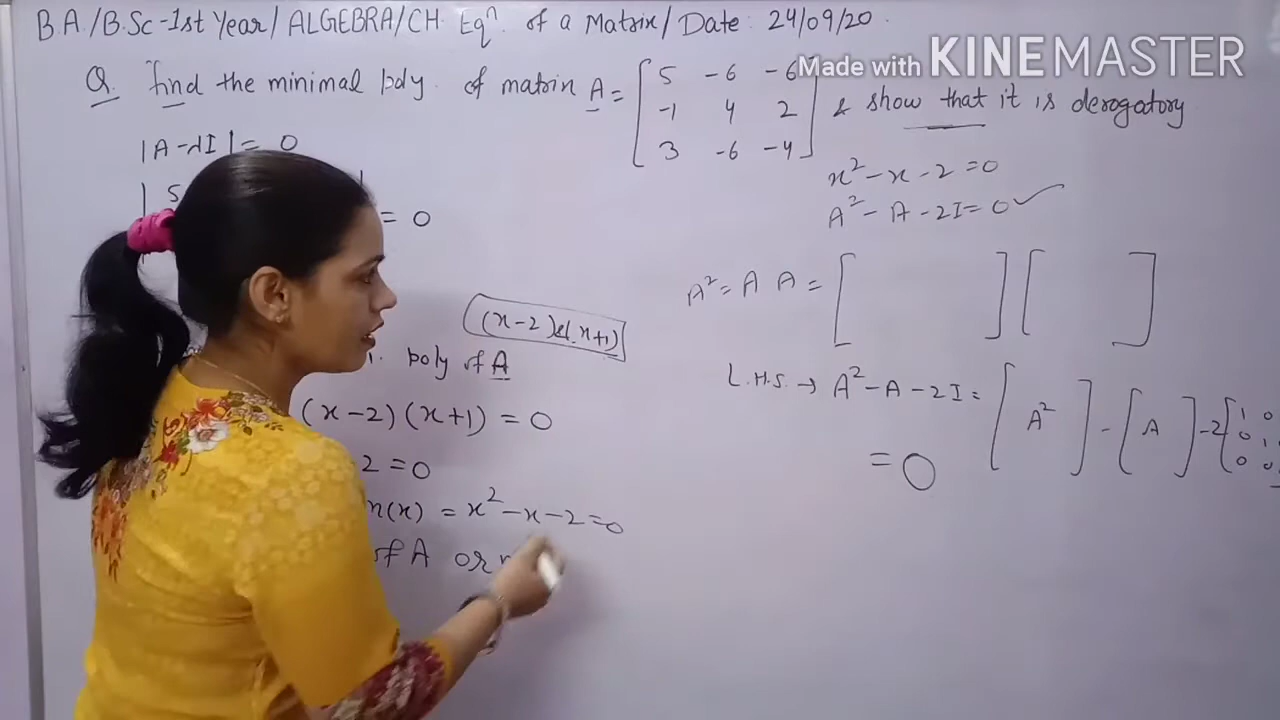 B.A./B.Sc-1st Year/ ALGEBRA/CH. Eqⁿ. of a Matrix/ Date: 24/09/20.
Made with KINEMASTER
Q. find the minimal poly. of matrix A = [ 5 -6 -6
-1 4 2
3 -6 -4 ] & show that it is derogatory
|A-λI| = 0
| 5
= 0
(x-2) & (x+1)
poly of A
(x-2)(x+1) = 0
2 = 0
(x) = x²-x-2=0
of A or
x²-x-2=0
A²-A-2I=0 ✓
A² = A A = [ ] [ ]
L.H.S. → A²-A-2I = [ A² ] - [ A ] -2[ 1 0
0 1
0 0
= 0